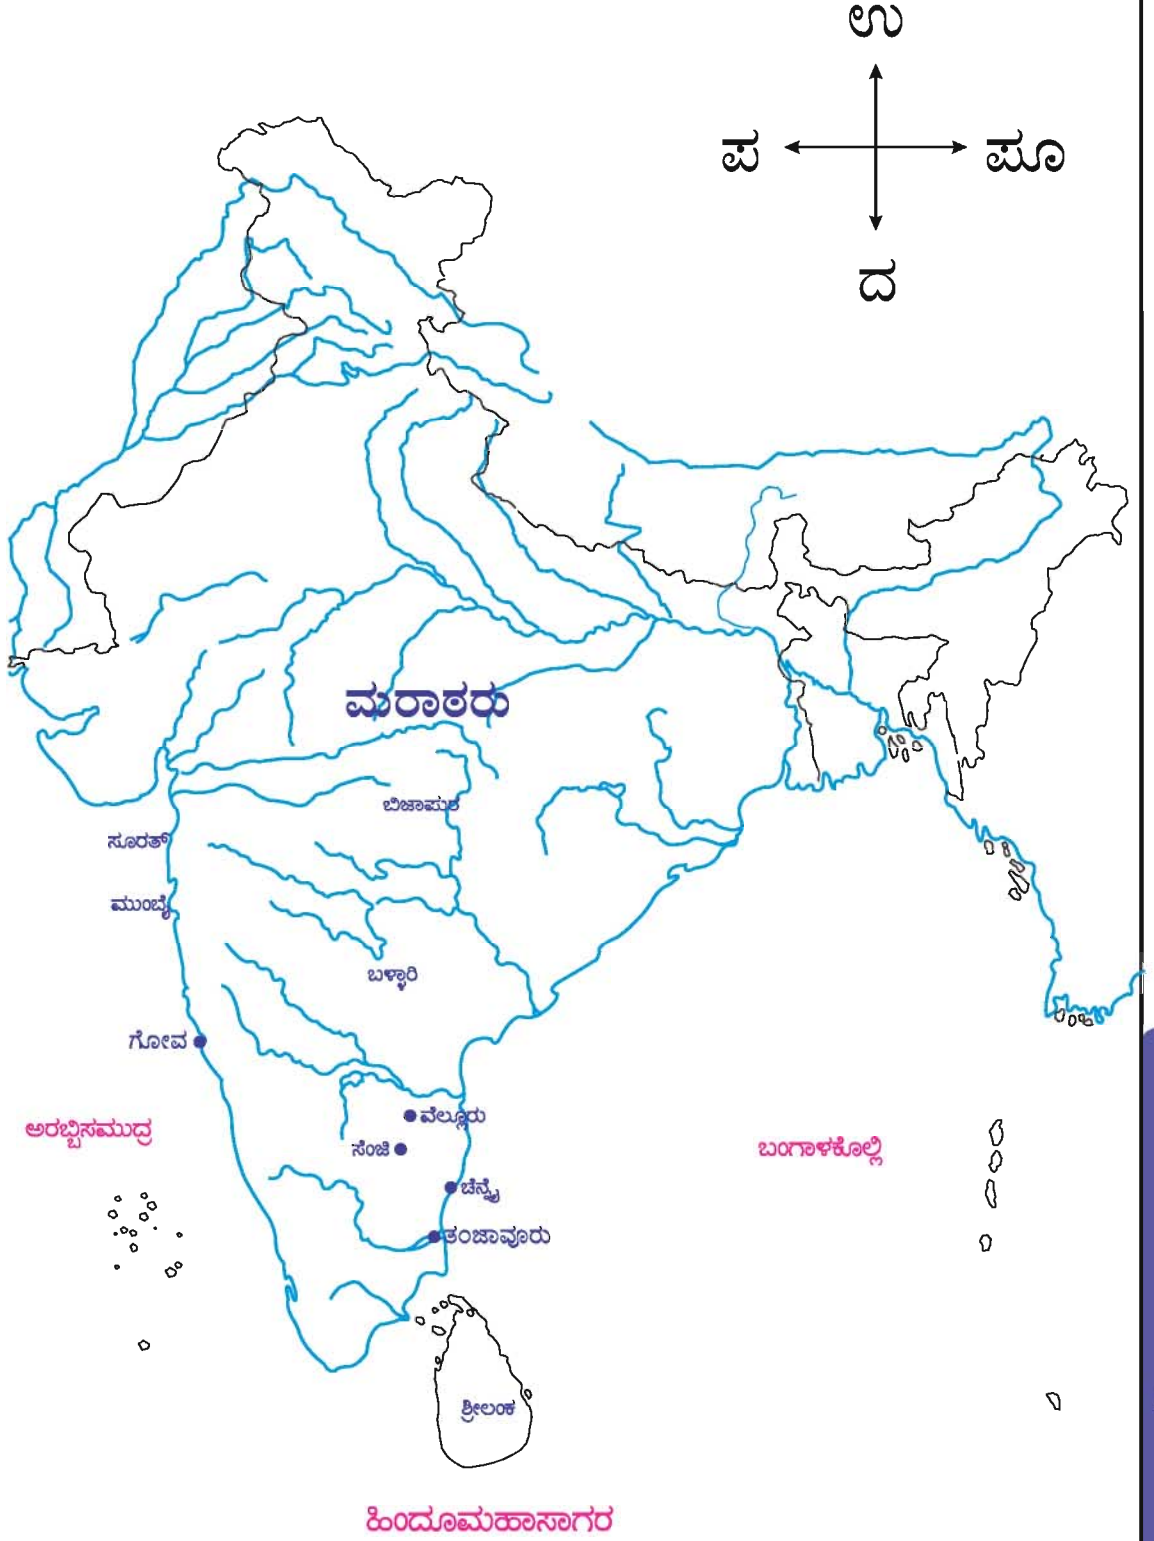 ಉ
ಪ
ಪೂ
ದ
ಮರಾಠರು
ಬಿಜಾಪುರ
ಸೂರತ್
ಮುಂಬೈ
ಬಳ್ಳಾರಿ
ಗೋವ
ವೆಲ್ಲೂರು
ಅರಬ್ಬಿಸಮುದ್ರ
ಸೆಂಜಿ
ಬಂಗಾಳಕೊಲ್ಲಿ
ಚೆನ್ನೈ
ತಂಜಾವೂರು
ಶ್ರೀಲಂಕ
ಹಿಂದೂಮಹಾಸಾಗರ